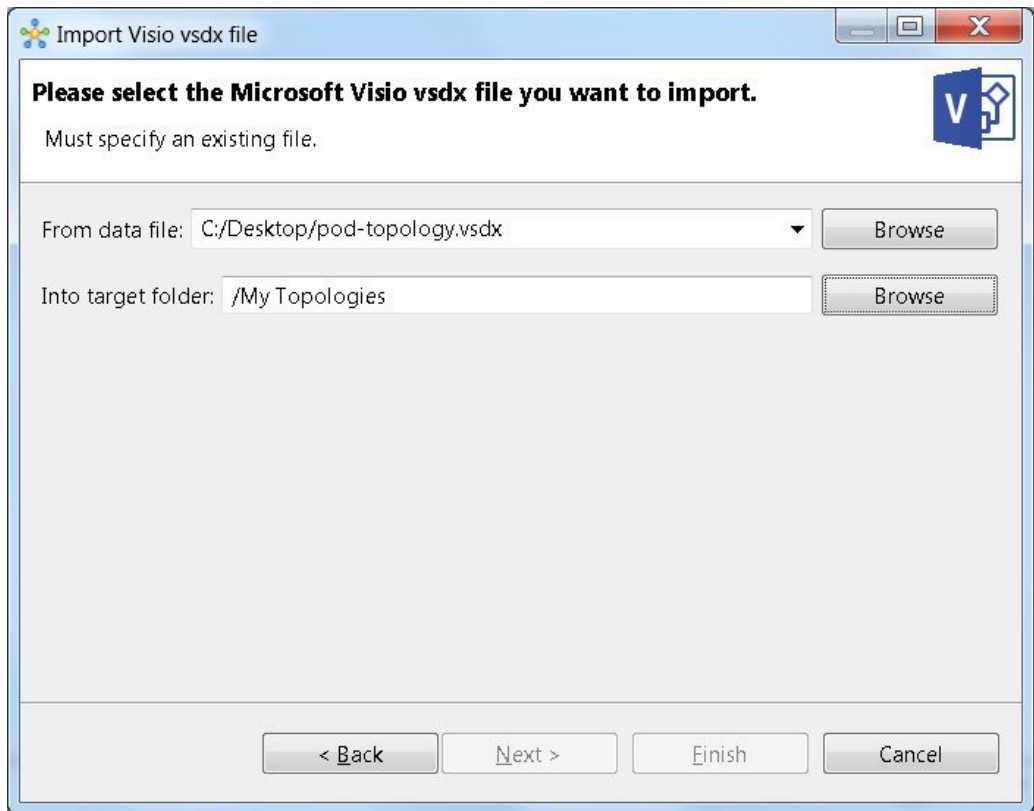 Import Visio vsdx file
Please select the Microsoft Visio vsdx file you want to import.
Must specify an existing file.
V
From data file: C:/Desktop/pod-topology.vsdx Browse
Into target folder: /My Topologies Browse
< Back Next > Finish Cancel